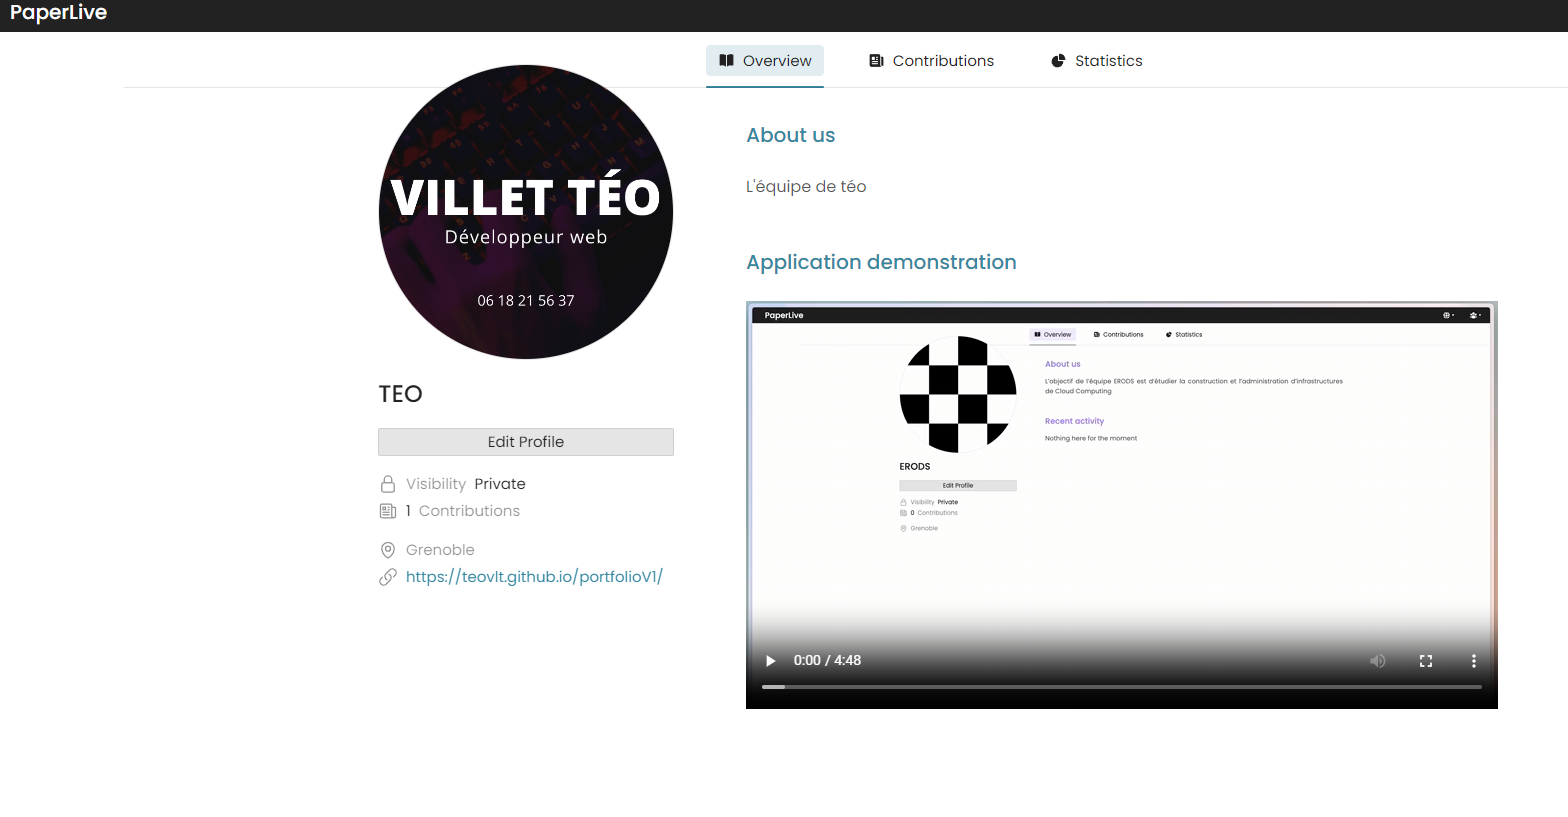 PaperLive
Overview
Contributions
Statistics
VILLET TÉO
Développeur web
06 18 21 56 37
TEO
Edit Profile
Visibility Private
1 Contributions
Grenoble
https://teovlt.github.io/portfolioV1/
About us
L'équipe de téo
Application demonstration
PaperLive
Overview
Contributions
Statistics
ERODS
Edit Profile
Visibility Private
0 Contributions
Grenoble
About us
L'objectif de l'équipe ERODS est d'étudier la construction et l'administration d'infrastructures
de Cloud Computing
Recent activity
Nothing here for the moment
0:00 / 4:48